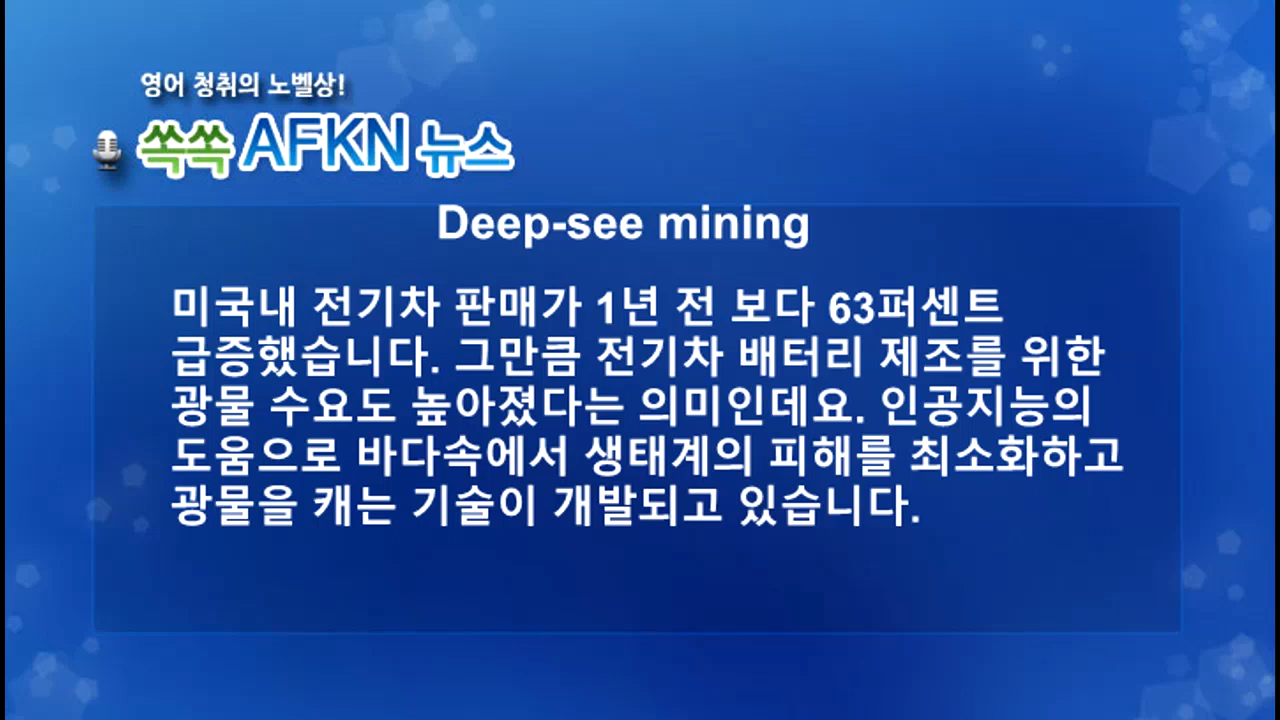 영어 청취의 노벨상!
쏙쏙 AFKN 뉴스
Deep-see mining
미국내 전기차 판매가 1년 전 보다 63퍼센트
급증했습니다. 그만큼 전기차 배터리 제조를 위한
광물 수요도 높아졌다는 의미인데요. 인공지능의
도움으로 바다속에서 생태계의 피해를 최소화하고
광물을 캐는 기술이 개발되고 있습니다.